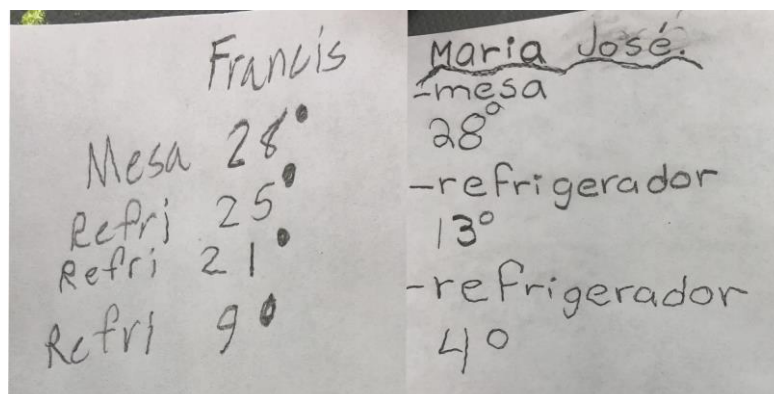 Francis
Mesa 28°
Refri 25°
Refri 21°
Refri 9°
Maria José.
-mesa
28°
-refrigerador
13°
-refrigerador
4°